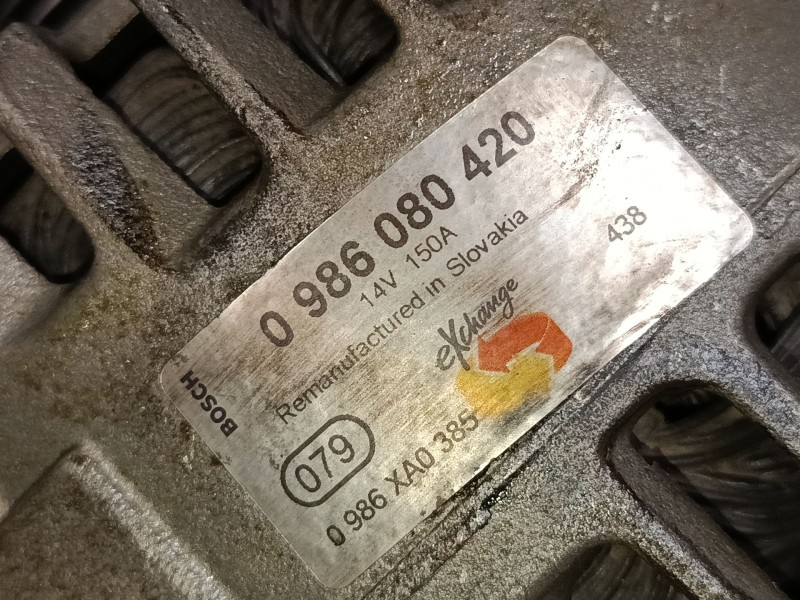 BOSCH
0 986 080 420
14V 150A
Remanufactured in Slovakia
438
eXchange
079
0 986 XA0 385